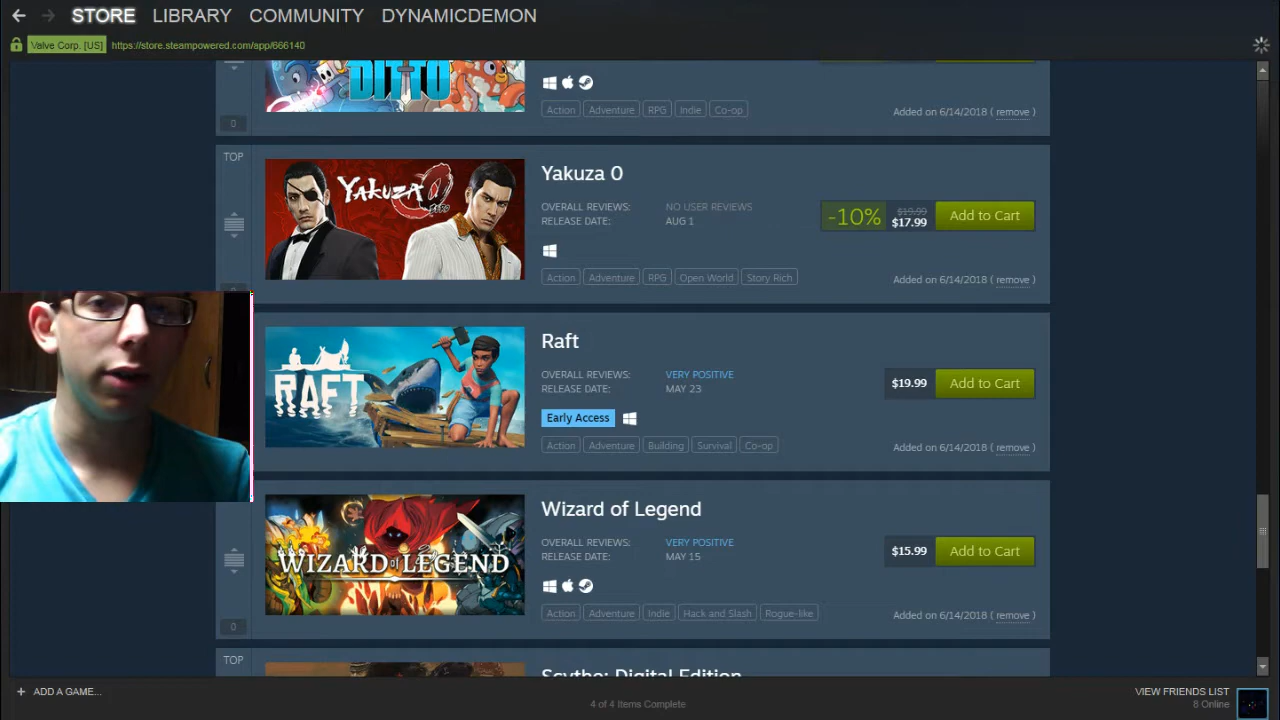 STORE LIBRARY COMMUNITY DYNAMICDEMON
Valve Corp. [US] https://store.steampowered.com/app/666140
DITTO
Action Adventure RPG Indie Co-op
Added on 6/14/2018 ( remove )
0
TOP
YAKUZA 0
Yakuza 0
OVERALL REVIEWS: NO USER REVIEWS
RELEASE DATE: AUG 1
-10% $19.99 $17.99 Add to Cart
Action Adventure RPG Open World Story Rich
Added on 6/14/2018 ( remove )
RAFT
Raft
OVERALL REVIEWS: VERY POSITIVE
RELEASE DATE: MAY 23
$19.99 Add to Cart
Early Access
Action Adventure Building Survival Co-op
Added on 6/14/2018 ( remove )
WIZARD OF LEGEND
Wizard of Legend
OVERALL REVIEWS: VERY POSITIVE
RELEASE DATE: MAY 15
$15.99 Add to Cart
Action Adventure Indie Hack and Slash Rogue-like
Added on 6/14/2018 ( remove )
0
TOP
Scythe: Digital Edition
+ ADD A GAME...
4 of 4 Items Complete
VIEW FRIENDS LIST
8 Online